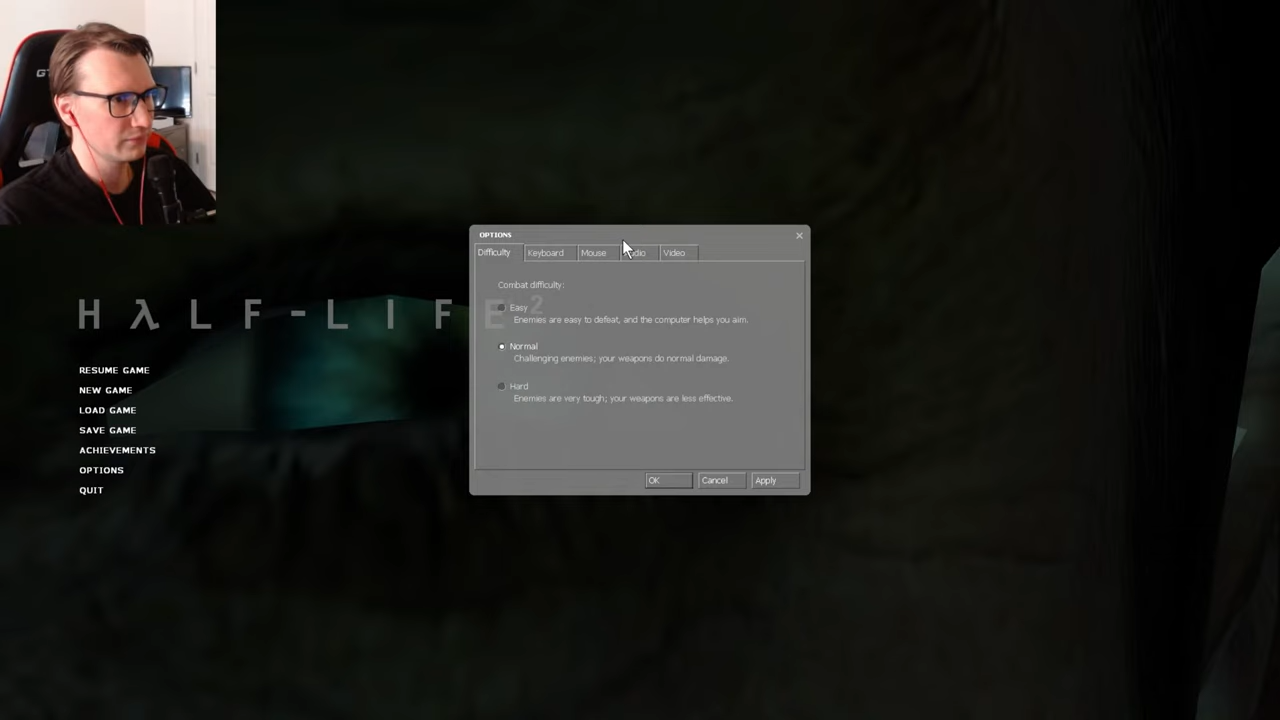 GT
OPTIONS
Difficulty Keyboard Mouse Video
Combat difficulty:
Easy
Enemies are easy to defeat, and the computer helps you aim.
Normal
Challenging enemies; your weapons do normal damage.
Hard
Enemies are very tough; your weapons are less effective.
OK Cancel Apply
HλLF-LIFE 2
RESUME GAME
NEW GAME
LOAD GAME
SAVE GAME
ACHIEVEMENTS
OPTIONS
QUIT